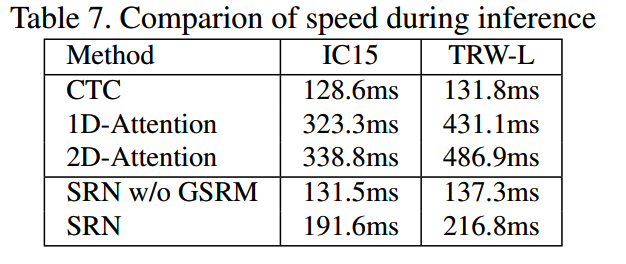 Table 7. Comparion of speed during inference
Method IC15 TRW-L
CTC 128.6ms 131.8ms
1D-Attention 323.3ms 431.1ms
2D-Attention 338.8ms 486.9ms
SRN w/o GSRM 131.5ms 137.3ms
SRN 191.6ms 216.8ms